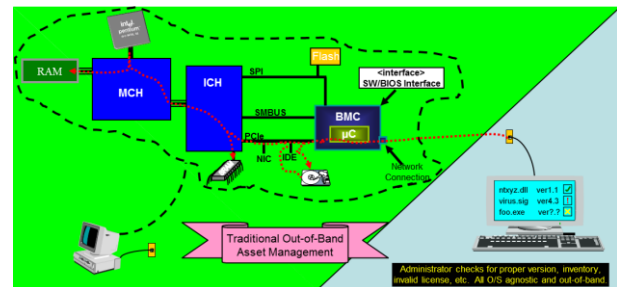 intel
pentium
RAM
MCH
ICH
SPI
Flash
<interface>
SW/BIOS Interface
SMBUS
BMC
µC
PCIe
NIC
IDE
Network
Connection
ntxyz.dll ver1.1
virus.sig ver4.3 !
foo.exe ver?.?
Traditional Out-of-Band
Asset Management
Administrator checks for proper version, inventory,
invalid license, etc. All O/S agnostic and out-of-band